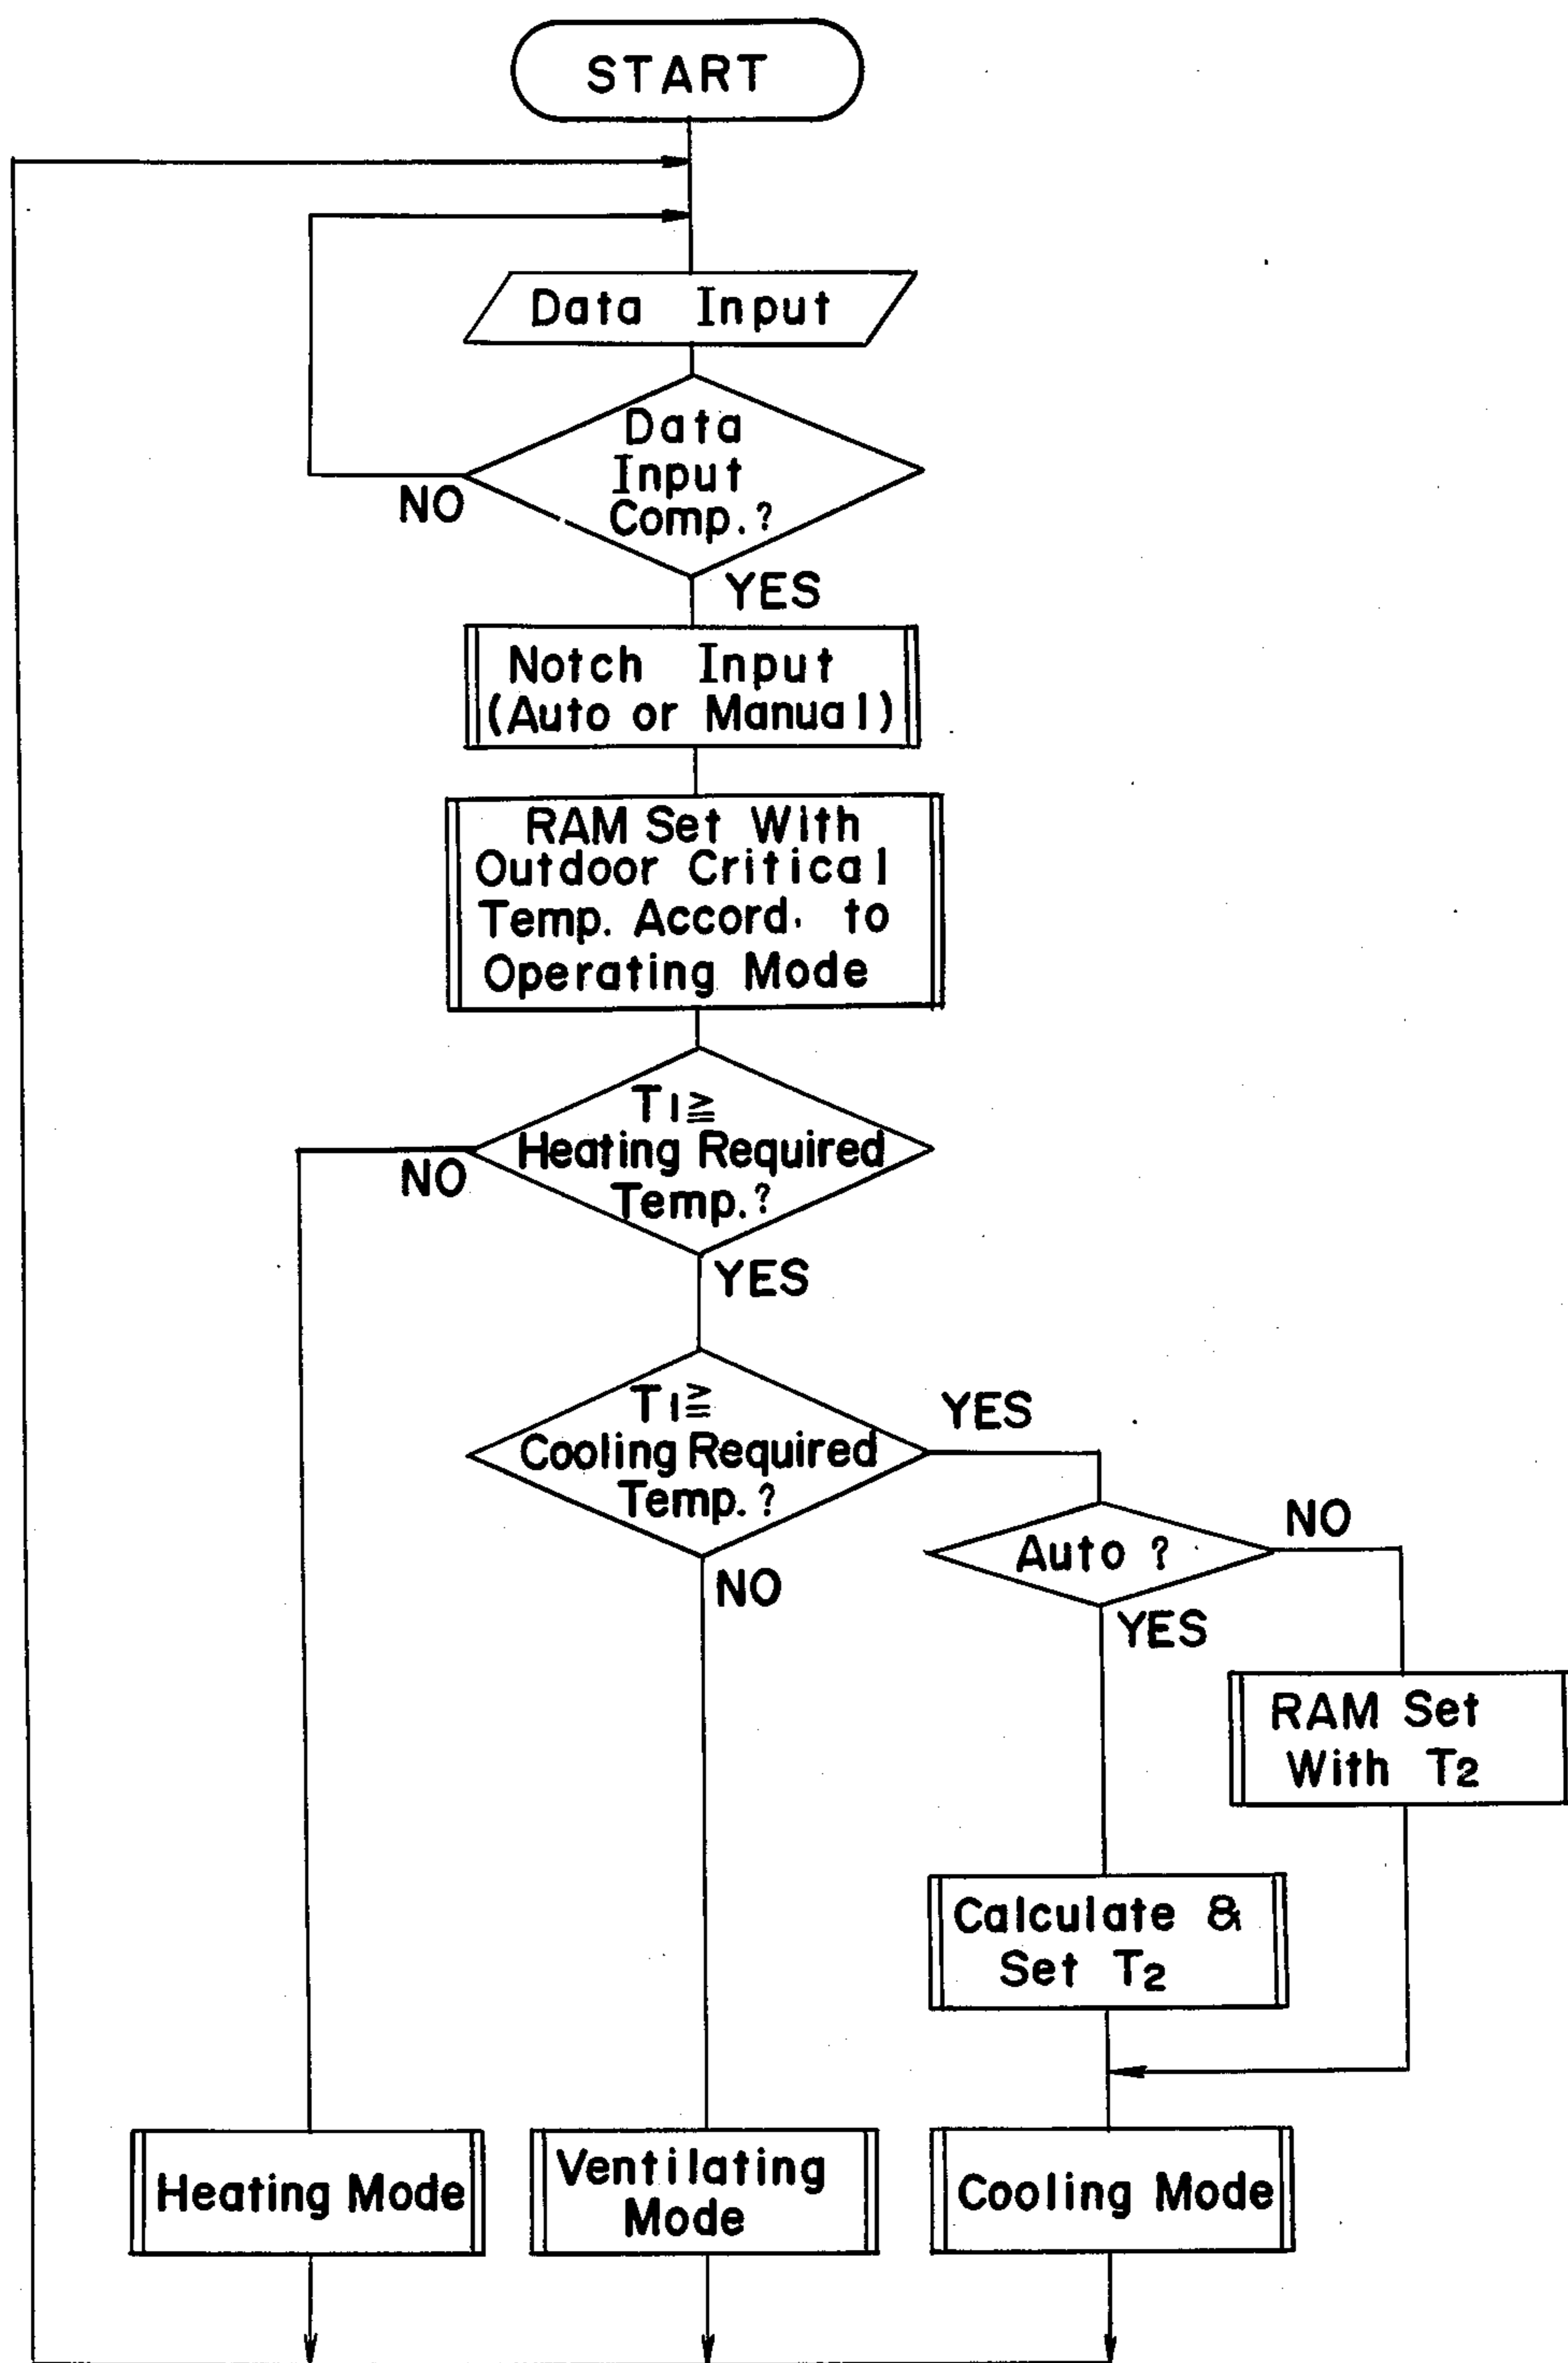 START
Data Input
Data
Input
Comp.?
NO
YES
Notch Input
(Auto or Manual)
RAM Set With
Outdoor Critical
Temp. Accord. to
Operating Mode
T1≧
Heating Required
Temp.?
NO
YES
T1≧
Cooling Required
Temp.?
YES
NO
Auto ?
NO
YES
RAM Set
With T2
Calculate &
Set T2
Heating Mode
Ventilating
Mode
Cooling Mode